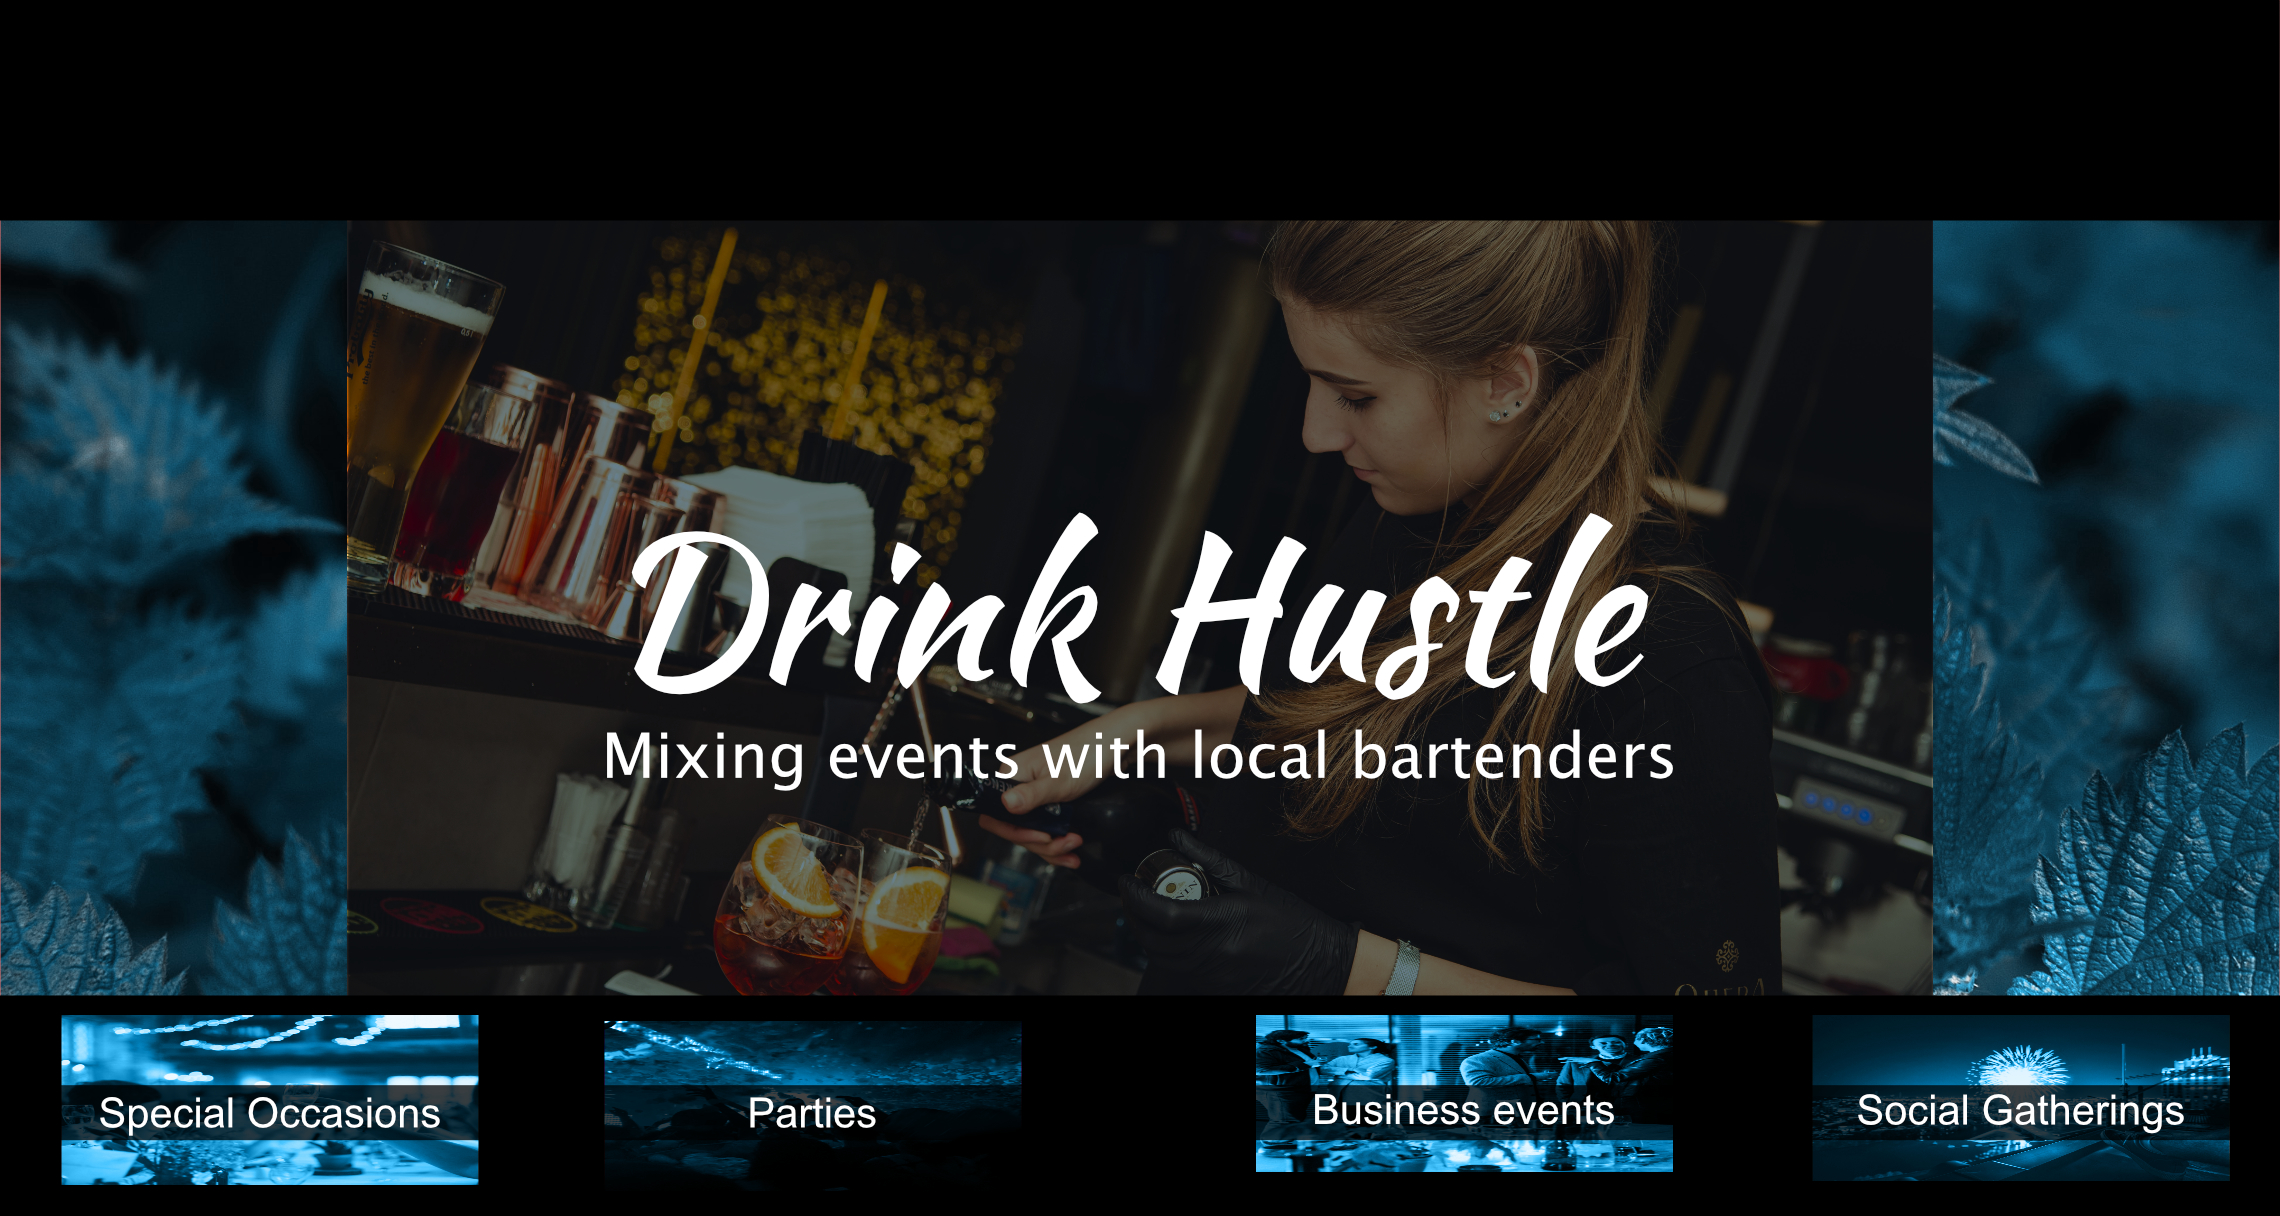 Drink Hustle
Mixing events with local bartenders
Special Occasions
Parties
Business events
Social Gatherings